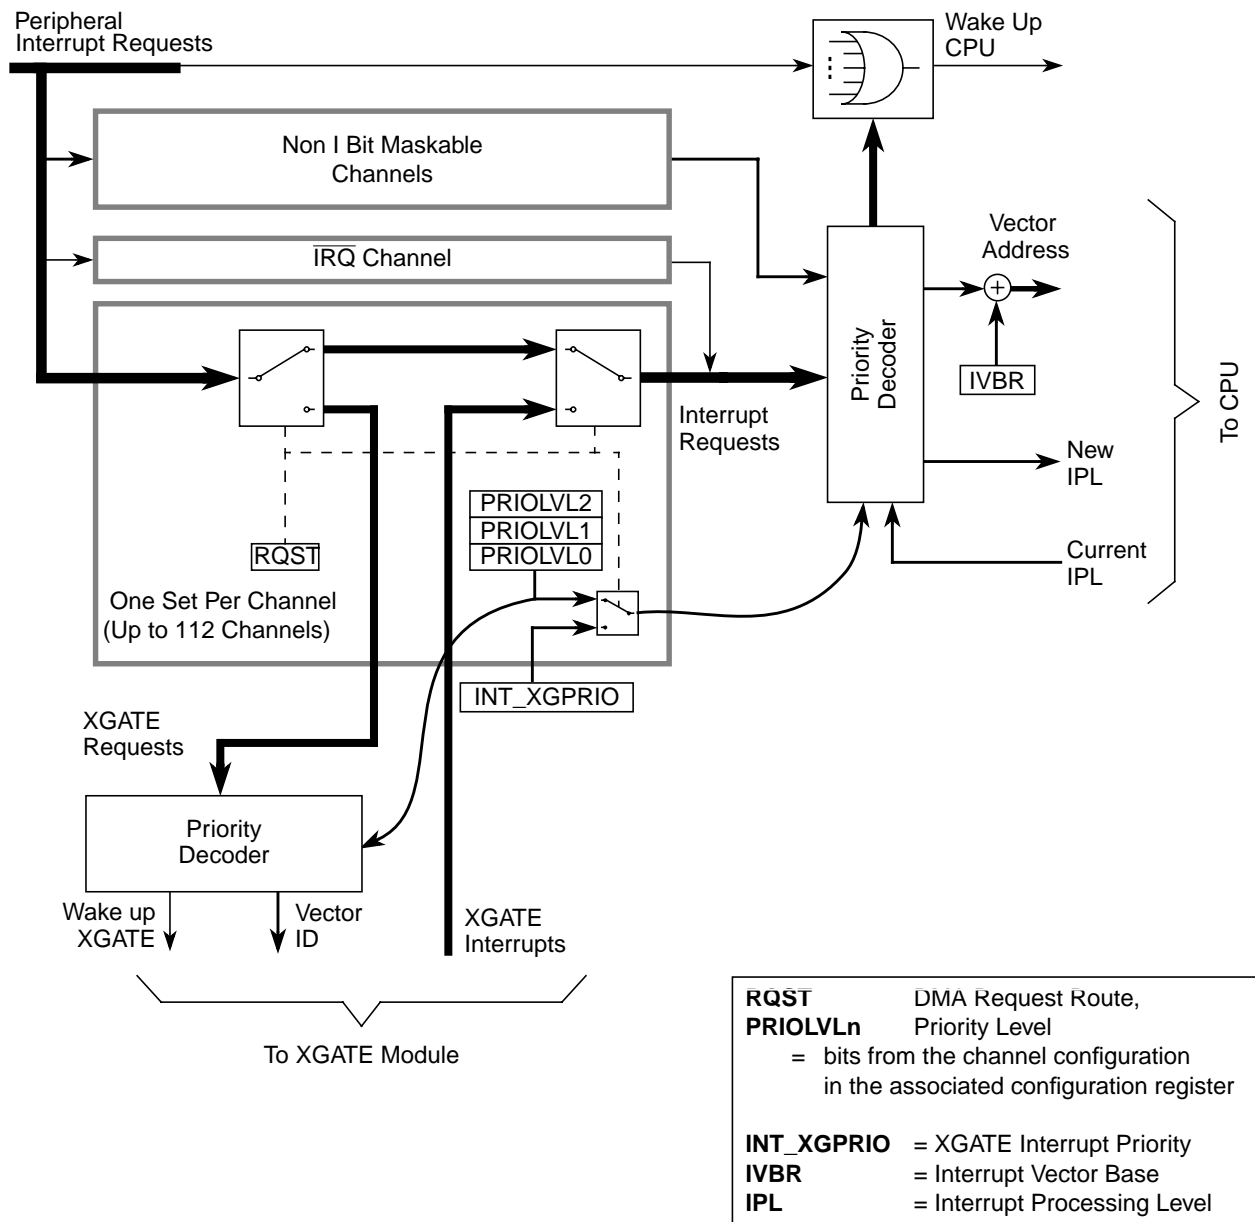 Peripheral
Interrupt Requests
Wake Up
CPU
Non I Bit Maskable
Channels
IRQ Channel
Vector
Address
Priority
Decoder
IVBR
To CPU
Interrupt
Requests
New
IPL
PRIOLVL2
PRIOLVL1
PRIOLVL0
RQST
Current
IPL
One Set Per Channel
(Up to 112 Channels)
INT_XGPRIO
XGATE
Requests
Priority
Decoder
Wake up
XGATE
Vector
ID
XGATE
Interrupts
To XGATE Module
RQST DMA Request Route,
PRIOLVLn Priority Level
= bits from the channel configuration
in the associated configuration register
INT_XGPRIO = XGATE Interrupt Priority
IVBR = Interrupt Vector Base
IPL = Interrupt Processing Level